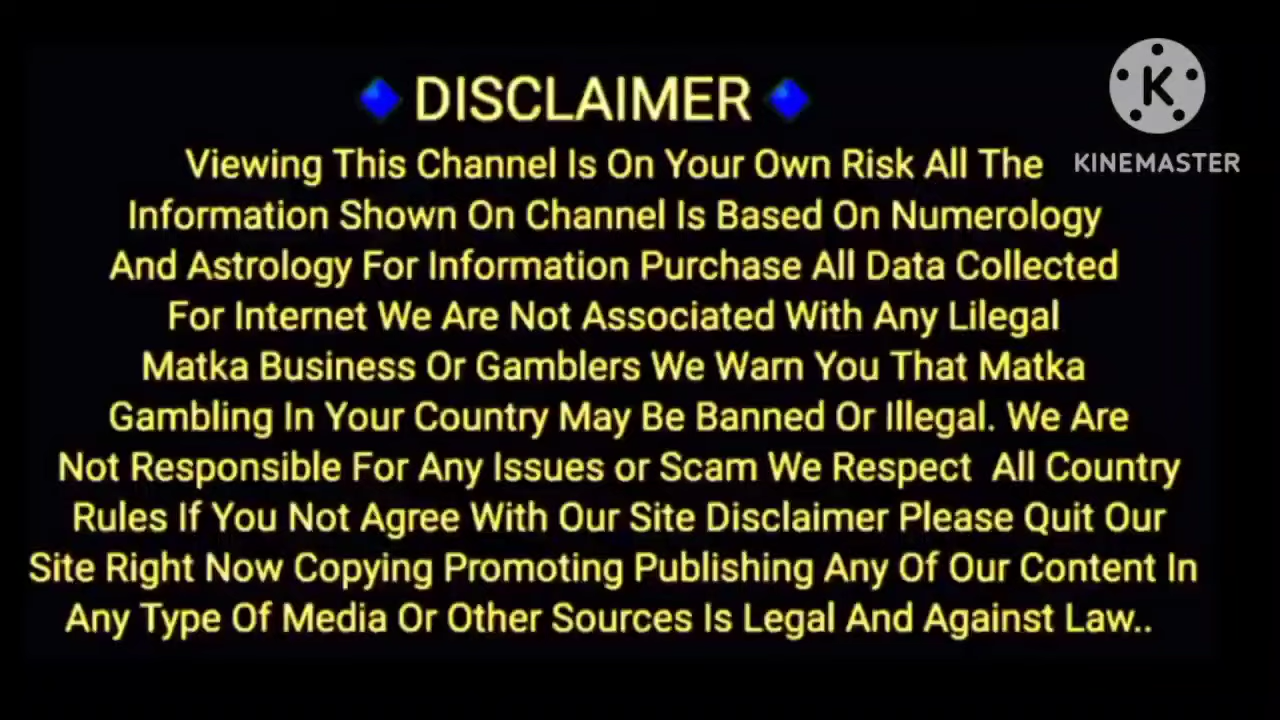 DISCLAIMER
Viewing This Channel Is On Your Own Risk All The
Information Shown On Channel Is Based On Numerology
And Astrology For Information Purchase All Data Collected
For Internet We Are Not Associated With Any Lilegal
Matka Business Or Gamblers We Warn You That Matka
Gambling In Your Country May Be Banned Or Illegal. We Are
Not Responsible For Any Issues or Scam We Respect  All Country
Rules If You Not Agree With Our Site Disclaimer Please Quit Our
Site Right Now Copying Promoting Publishing Any Of Our Content In
Any Type Of Media Or Other Sources Is Legal And Against Law..
K
KINEMASTER